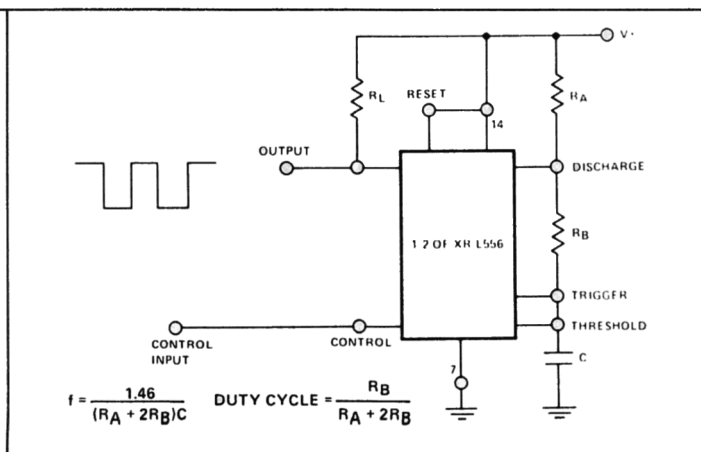 V+
RL
RESET
RA
14
OUTPUT
DISCHARGE
1/2 OF XR L556
RB
TRIGGER
THRESHOLD
CONTROL INPUT
CONTROL
C
7
f = 1.46 / (RA + 2RB)C
DUTY CYCLE = RB / RA + 2RB